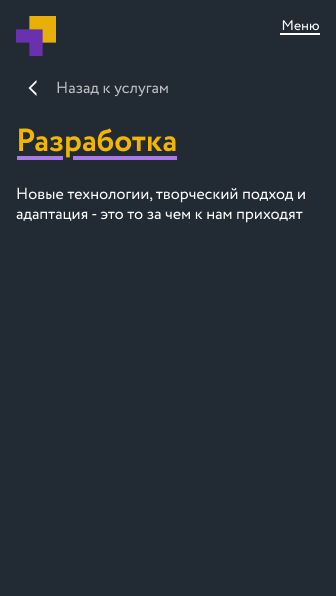 Меню
Назад к услугам
Разработка
Новые технологии, творческий подход и
адаптация - это то за чем к нам приходят